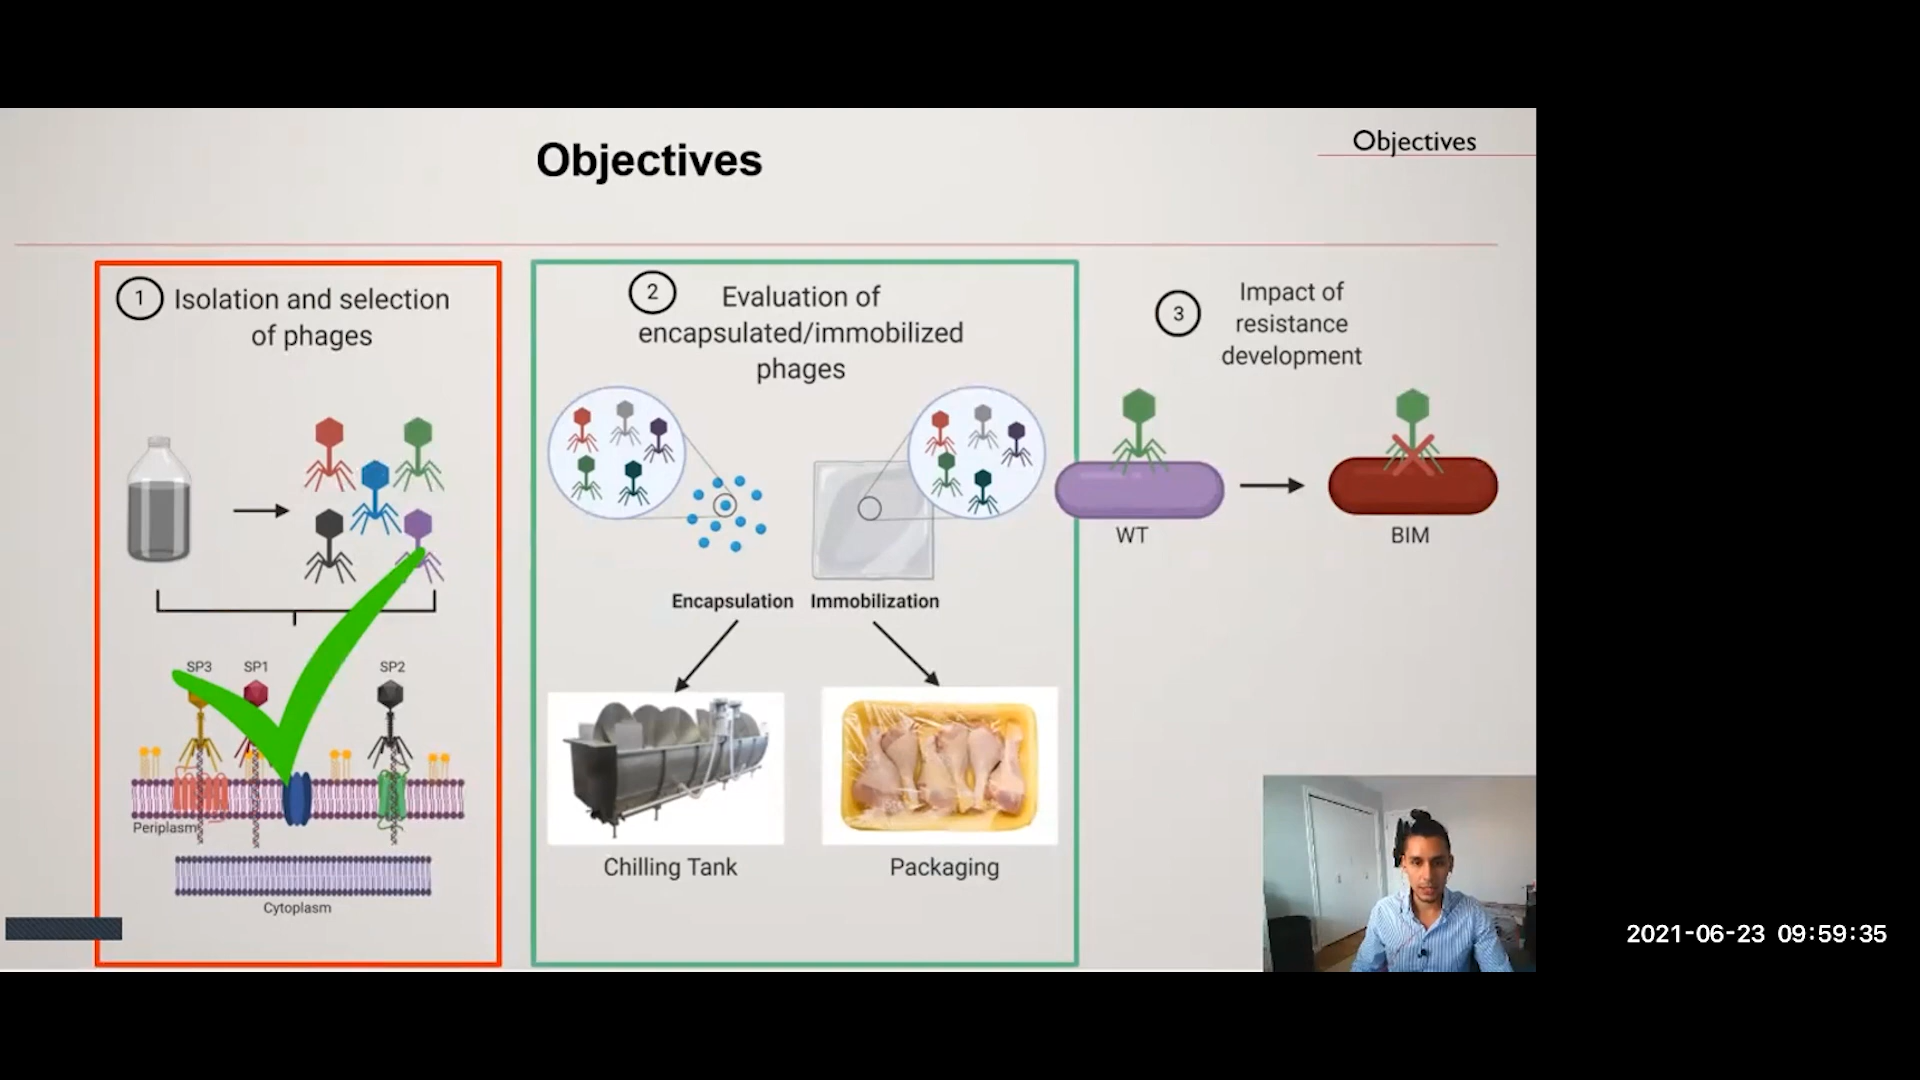 Objectives
Objectives
1
Isolation and selection
of phages
SP3
SP1
SP2
Periplasm
Cytoplasm
2
Evaluation of
encapsulated/immobilized
phages
Encapsulation
Immobilization
Chilling Tank
Packaging
3
Impact of
resistance
development
WT
BIM
2021-06-23 09:59:35